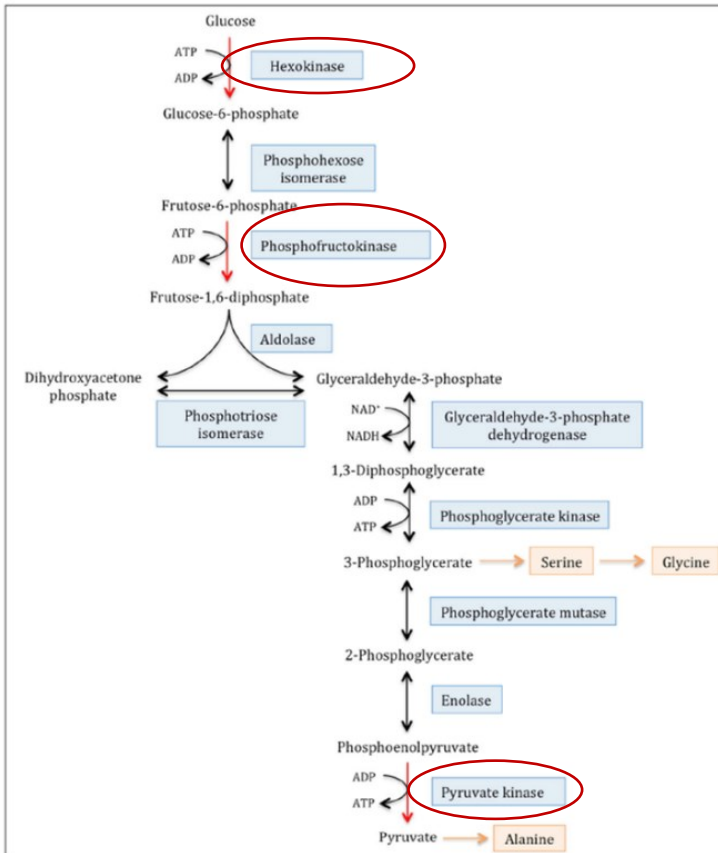 Glucose
ATP
Hexokinase
ADP
Glucose-6-phosphate
Phosphohexose
isomerase
Frutose-6-phosphate
ATP
Phosphofructokinase
ADP
Frutose-1,6-diphosphate
Aldolase
Dihydroxyacetone
phosphate
Glyceraldehyde-3-phosphate
Phosphotriose
isomerase
NAD⁺
NADH
Glyceraldehyde-3-phosphate
dehydrogenase
1,3-Diphosphoglycerate
ADP
ATP
Phosphoglycerate kinase
3-Phosphoglycerate
Serine
Glycine
Phosphoglycerate mutase
2-Phosphoglycerate
Enolase
Phosphoenolpyruvate
ADP
Pyruvate kinase
ATP
Pyruvate
Alanine